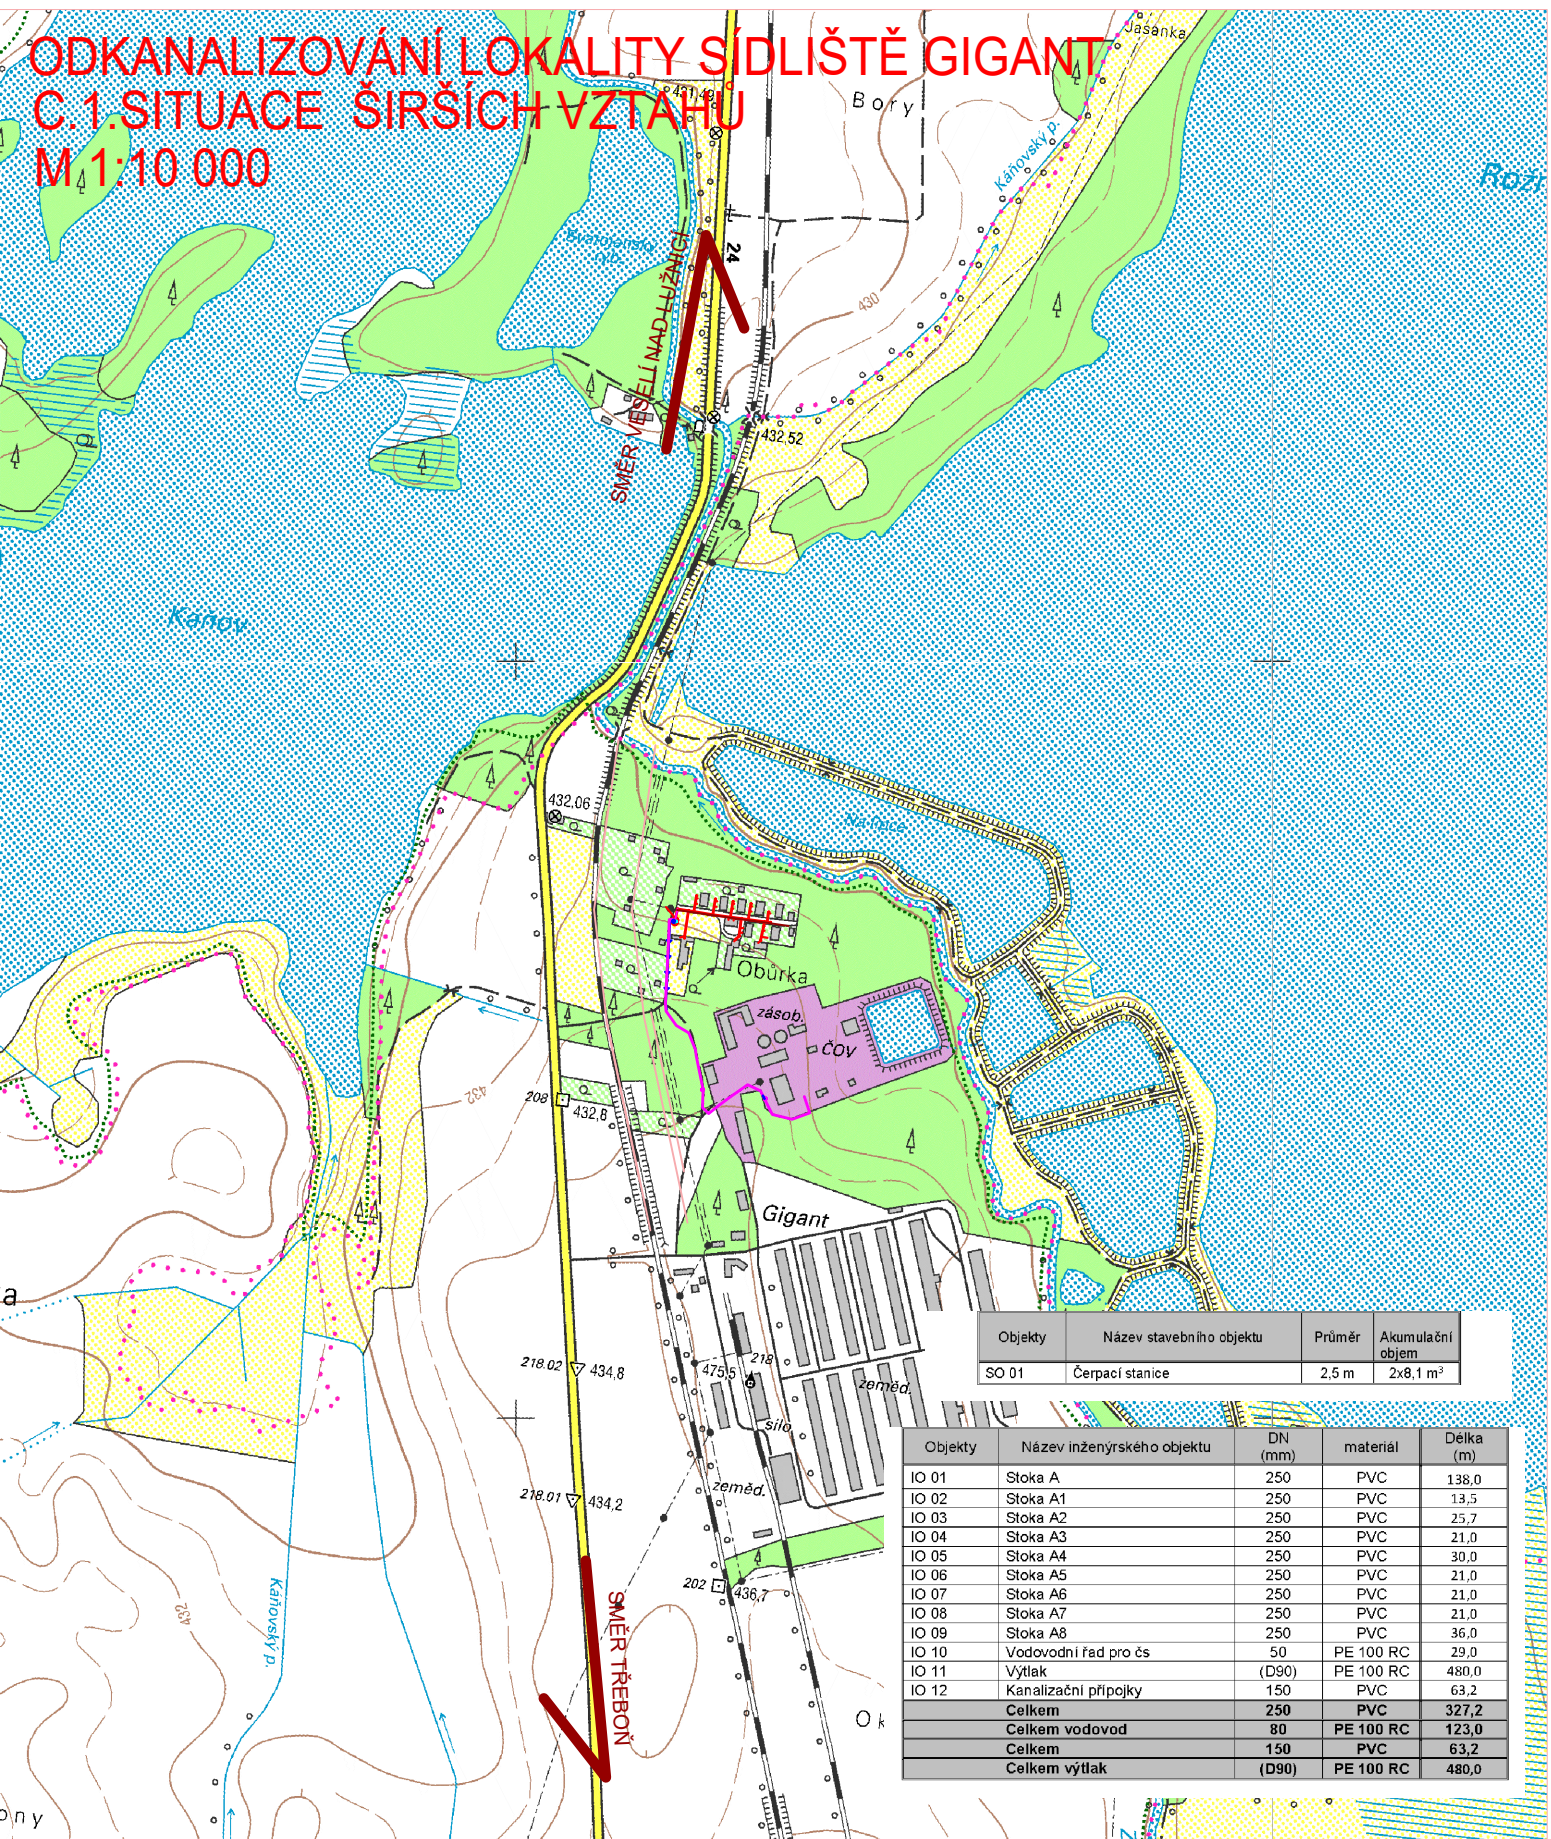 ODKANALIZOVÁNÍ LOKALITY SÍDLIŠTĚ GIGANT
C.1.SITUACE ŠIRŠÍCH VZTAHŮ
M 1:10 000
Jasanka
431,49
Bory
Káňovský p.
Svatojánský
ryb.
24
430
SMĚR VESELÍ NAD LUŽNICÍ
432,52
Kaňov
432,06
Na lipce
Obůrka
zásob.
ČOV
432
208
432,8
Gigant
a
218.02
434,8
475,5
218
zeměd.
silo
218.01
434,2
zeměd.
202
436,7
Káňovský p.
432
SMĚR TŘEBOŇ
ony
Objekty Název stavebního objektu Průměr Akumulační objem
SO 01 Čerpací stanice 2,5 m 2x8,1 m³
Objekty Název inženýrského objektu DN (mm) materiál Délka (m)
IO 01 Stoka A 250 PVC 138,0
IO 02 Stoka A1 250 PVC 13,5
IO 03 Stoka A2 250 PVC 25,7
IO 04 Stoka A3 250 PVC 21,0
IO 05 Stoka A4 250 PVC 30,0
IO 06 Stoka A5 250 PVC 21,0
IO 07 Stoka A6 250 PVC 21,0
IO 08 Stoka A7 250 PVC 21,0
IO 09 Stoka A8 250 PVC 36,0
IO 10 Vodovodní řad pro čs 50 PE 100 RC 29,0
IO 11 Výtlak (D90) PE 100 RC 480,0
IO 12 Kanalizační přípojky 150 PVC 63,2
Celkem 250 PVC 327,2
Celkem vodovod 80 PE 100 RC 123,0
Celkem 150 PVC 63,2
Celkem výtlak (D90) PE 100 RC 480,0